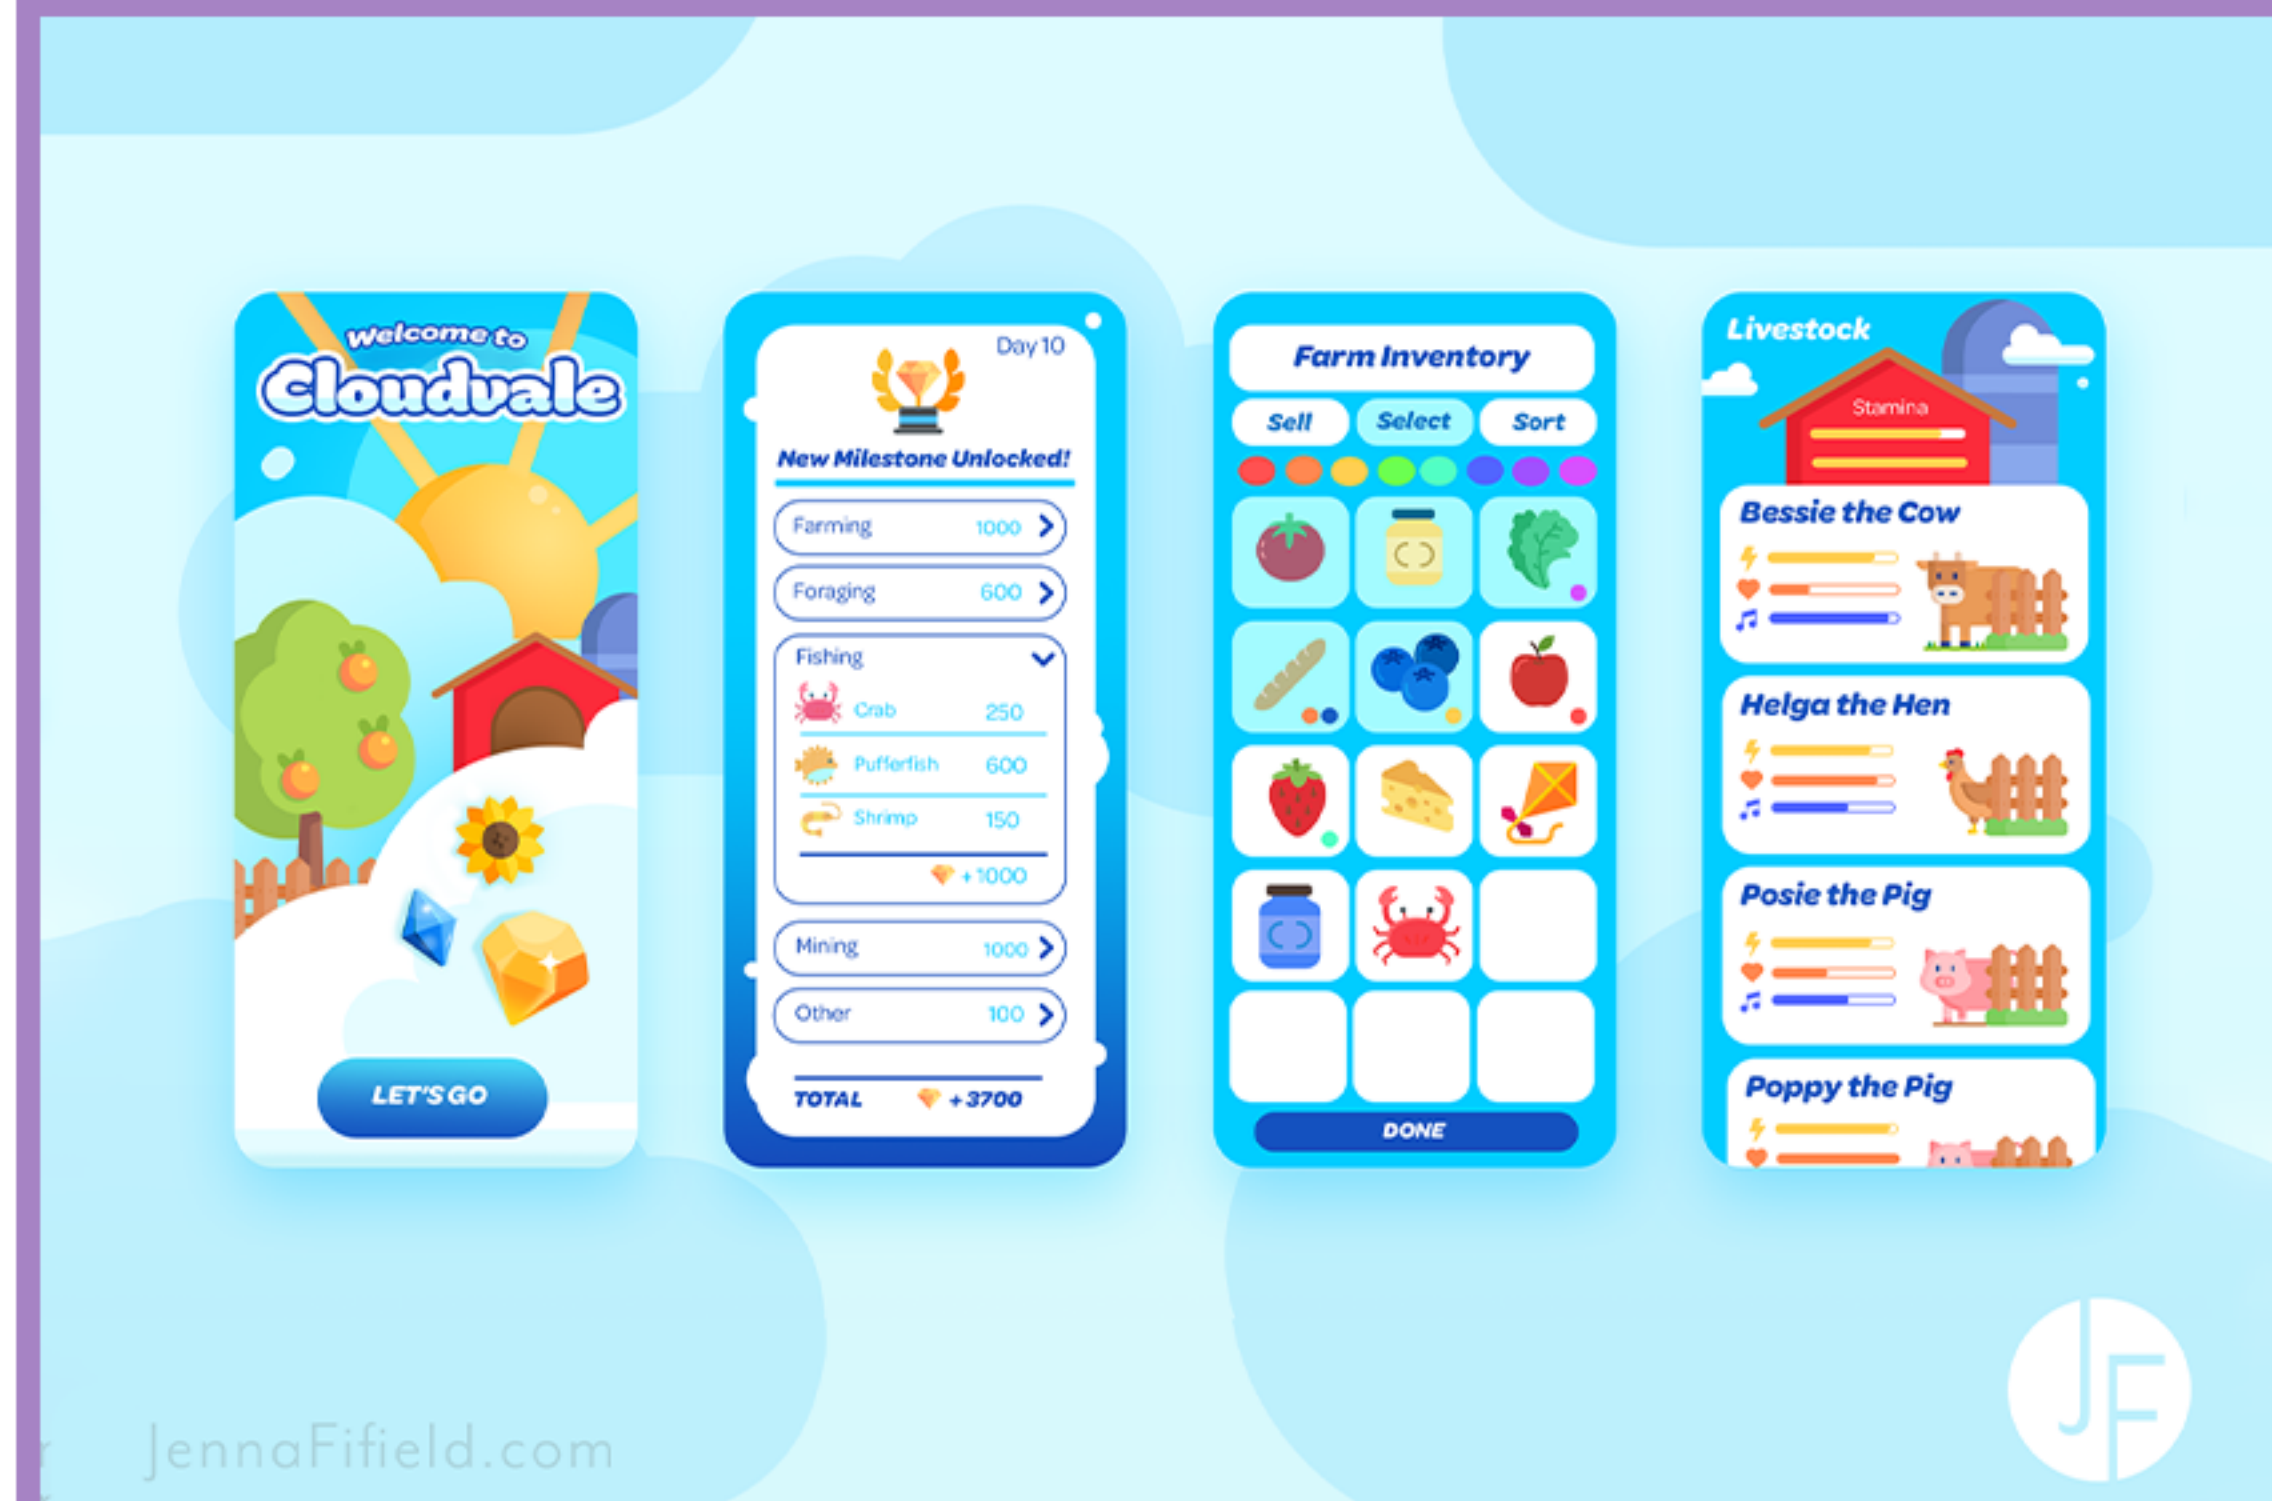 Welcome to
Cloudvale
LET'S GO
Day 10
New Milestone Unlocked!
Farming 1000
Foraging 600
Fishing
Crab 250
Pufferfish 600
Shrimp 150
+1000
Mining 1000
Other 100
TOTAL +3700
Farm Inventory
Sell Select Sort
DONE
Livestock
Stamina
Bessie the Cow
Helga the Hen
Posie the Pig
Poppy the Pig
JennaFifield.com
JF